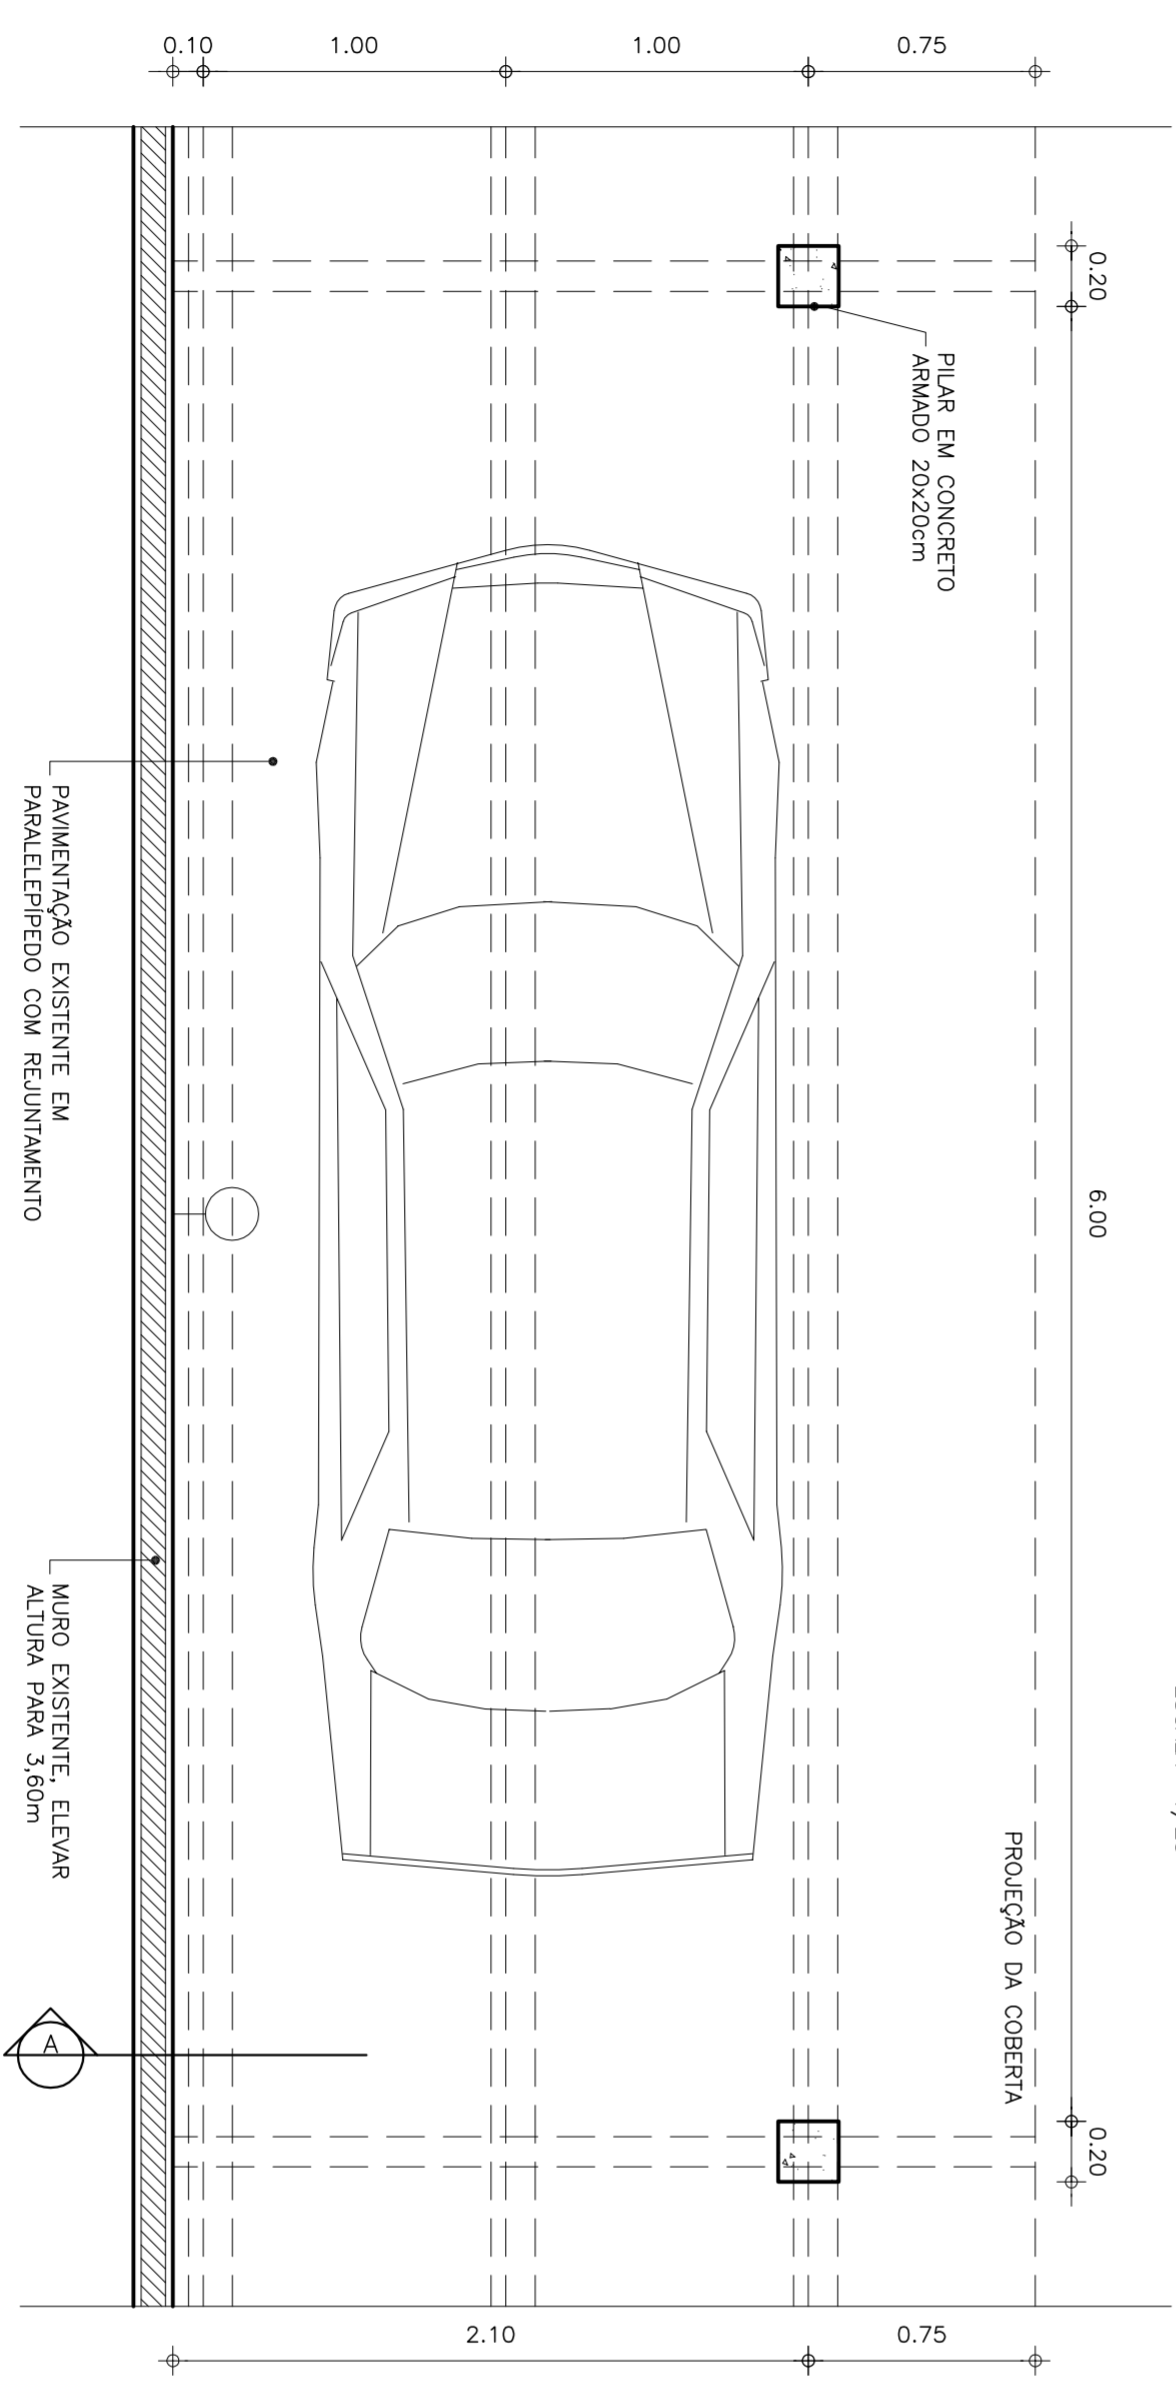 0.10
1.00
1.00
0.75
0.20
PILAR EM CONCRETO
ARMADO 20x20cm
6.00
PAVIMENTAÇÃO EXISTENTE EM
PARALELEPÍPEDO COM REJUNTAMENTO
MURO EXISTENTE, ELEVAR
ALTURA PARA 3,60m
PROJEÇÃO DA COBERTA
A
0.20
2.10
0.75